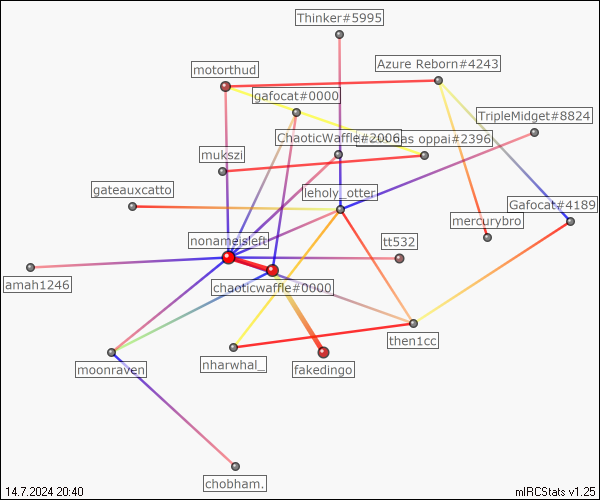 Thinker#5995
Azure Reborn#4243
motorthud
gafocat#0000
TripleMidget#8824
ChaoticWaffle#2006
as oppai#2396
mukszi
gateauxcatto
leholy_otter
Gafocat#4189
mercurybro
nonameisleft
tt532
amah1246
chaoticwaffle#0000
then1cc
moonraven
nharwhal_
fakedingo
chobham.
14.7.2024 20:40
mIRCStats v1.25